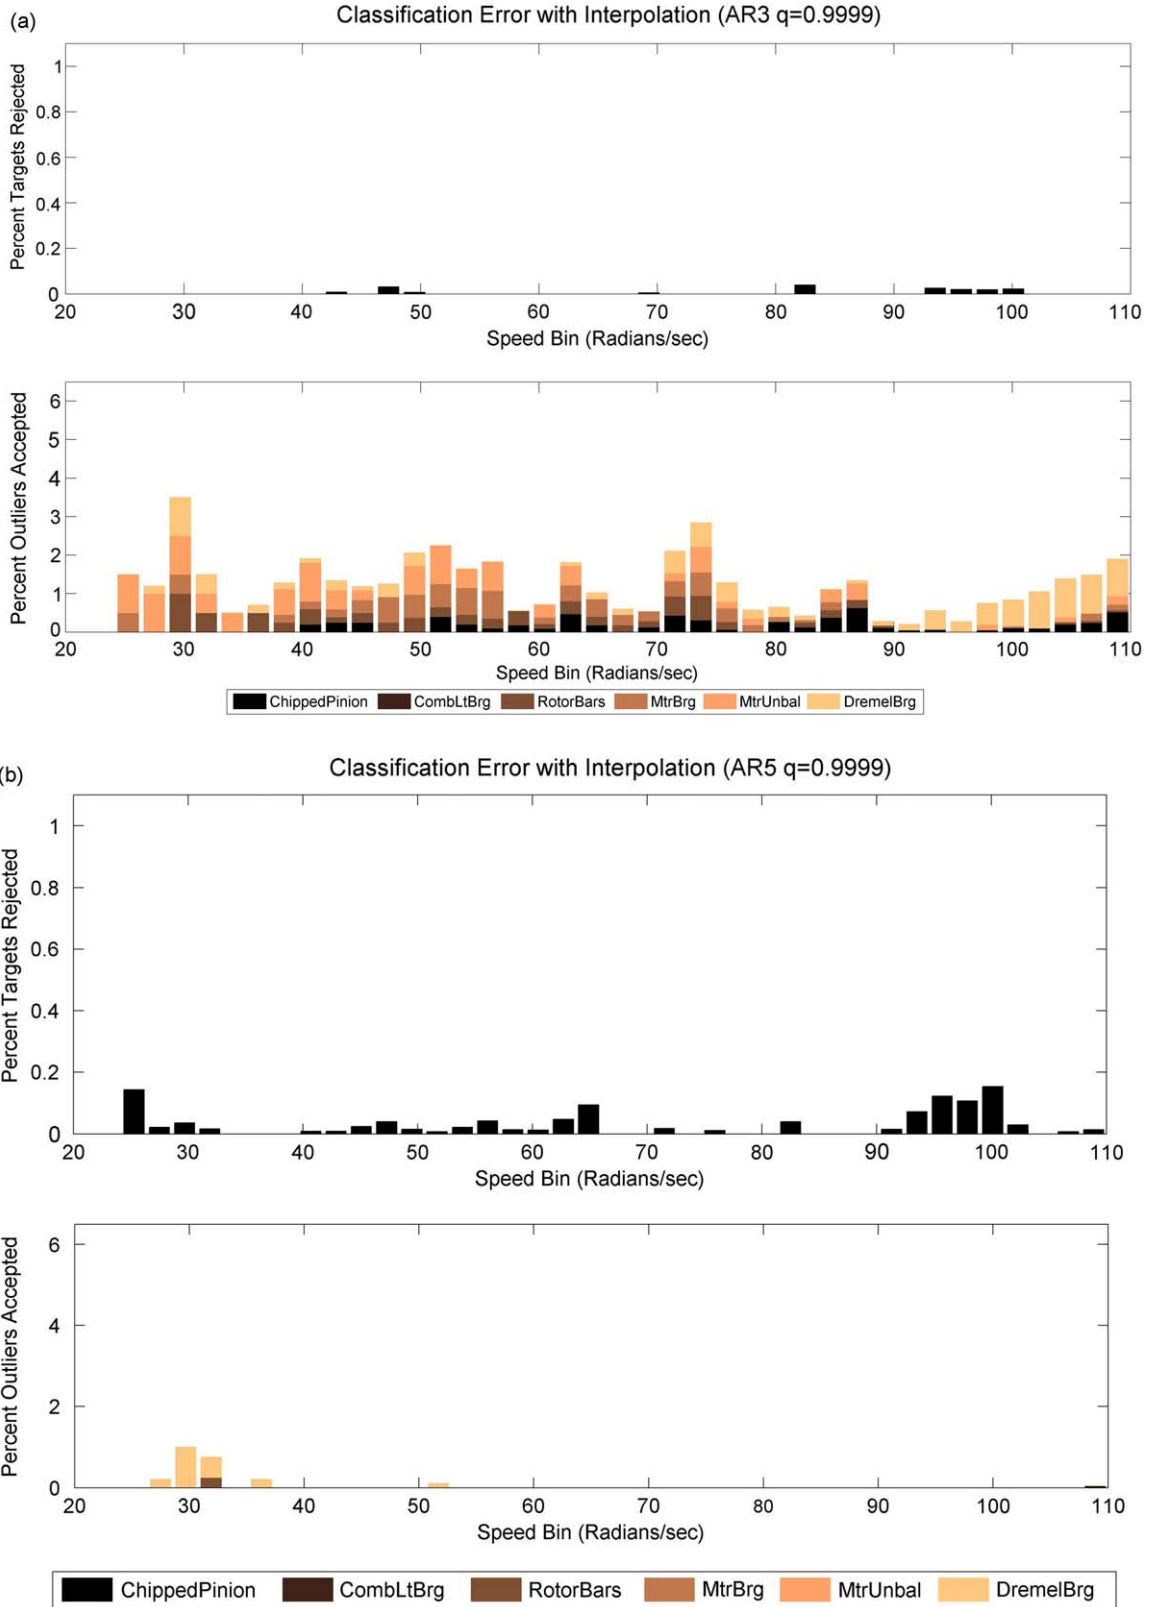 (a)
Classification Error with Interpolation (AR3 q=0.9999)
Percent Targets Rejected
1
0.8
0.6
0.4
0.2
0
20 30 40 50 60 70 80 90 100 110
Speed Bin (Radians/sec)
Percent Outliers Accepted
6
5
4
3
2
1
0
20 30 40 50 60 70 80 90 100 110
Speed Bin (Radians/sec)
ChippedPinion CombLtBrg RotorBars MtrBrg MtrUnbal DremelBrg
(b)
Classification Error with Interpolation (AR5 q=0.9999)
Percent Targets Rejected
1
0.8
0.6
0.4
0.2
0
20 30 40 50 60 70 80 90 100 110
Speed Bin (Radians/sec)
Percent Outliers Accepted
6
4
2
0
20 30 40 50 60 70 80 90 100 110
Speed Bin (Radians/sec)
ChippedPinion CombLtBrg RotorBars MtrBrg MtrUnbal DremelBrg